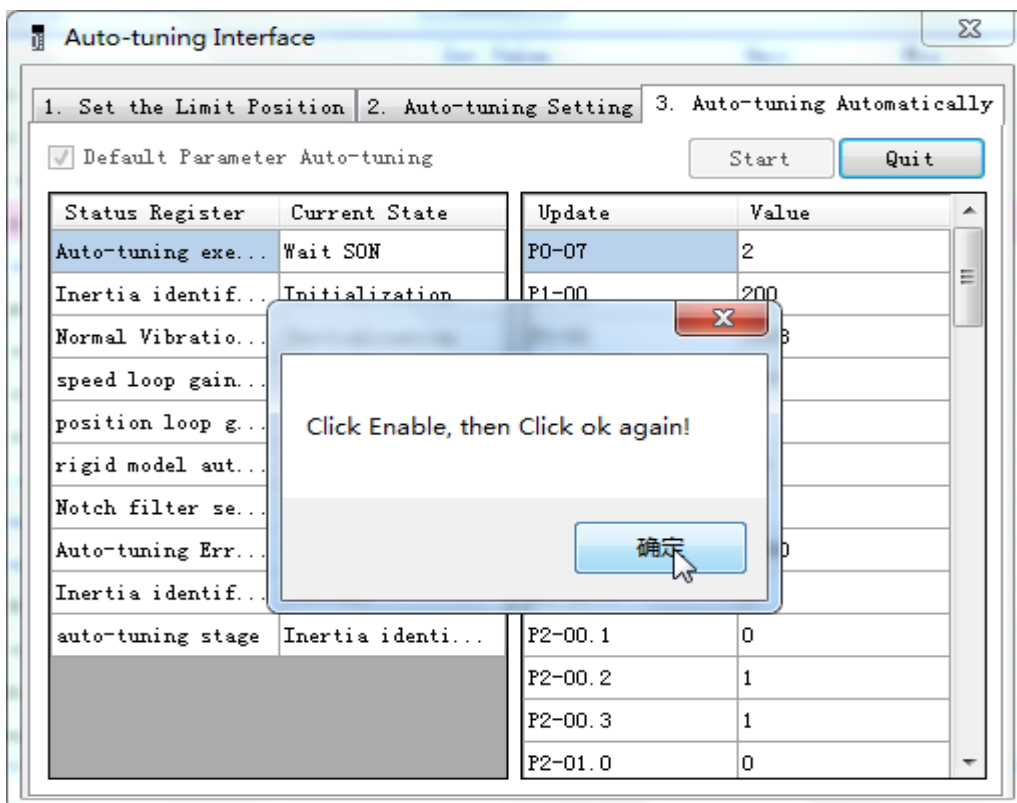 Auto-tuning Interface
1. Set the Limit Position 2. Auto-tuning Setting 3. Auto-tuning Automatically
Default Parameter Auto-tuning Start Quit
Status Register Current State Update Value
Auto-tuning exe... Wait SON P0-07 2
Inertia identif... Initialization P1-00 200
Normal Vibratio...
speed loop gain...
Click Enable, then Click ok again!
position loop g...
rigid model aut...
Notch filter se...
确定
Auto-tuning Err...
Inertia identif...
auto-tuning stage Inertia identi... P2-00.1 0
P2-00.2 1
P2-00.3 1
P2-01.0 0